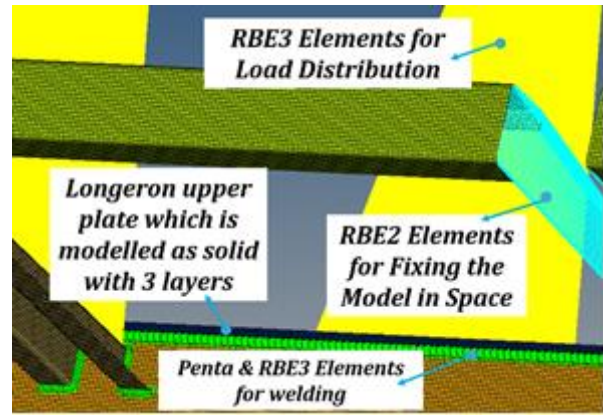 RBE3 Elements for
Load Distribution
Longeron upper
plate which is
modelled as solid
with 3 layers
RBE2 Elements
for Fixing the
Model in Space
Penta & RBE3 Elements
for welding